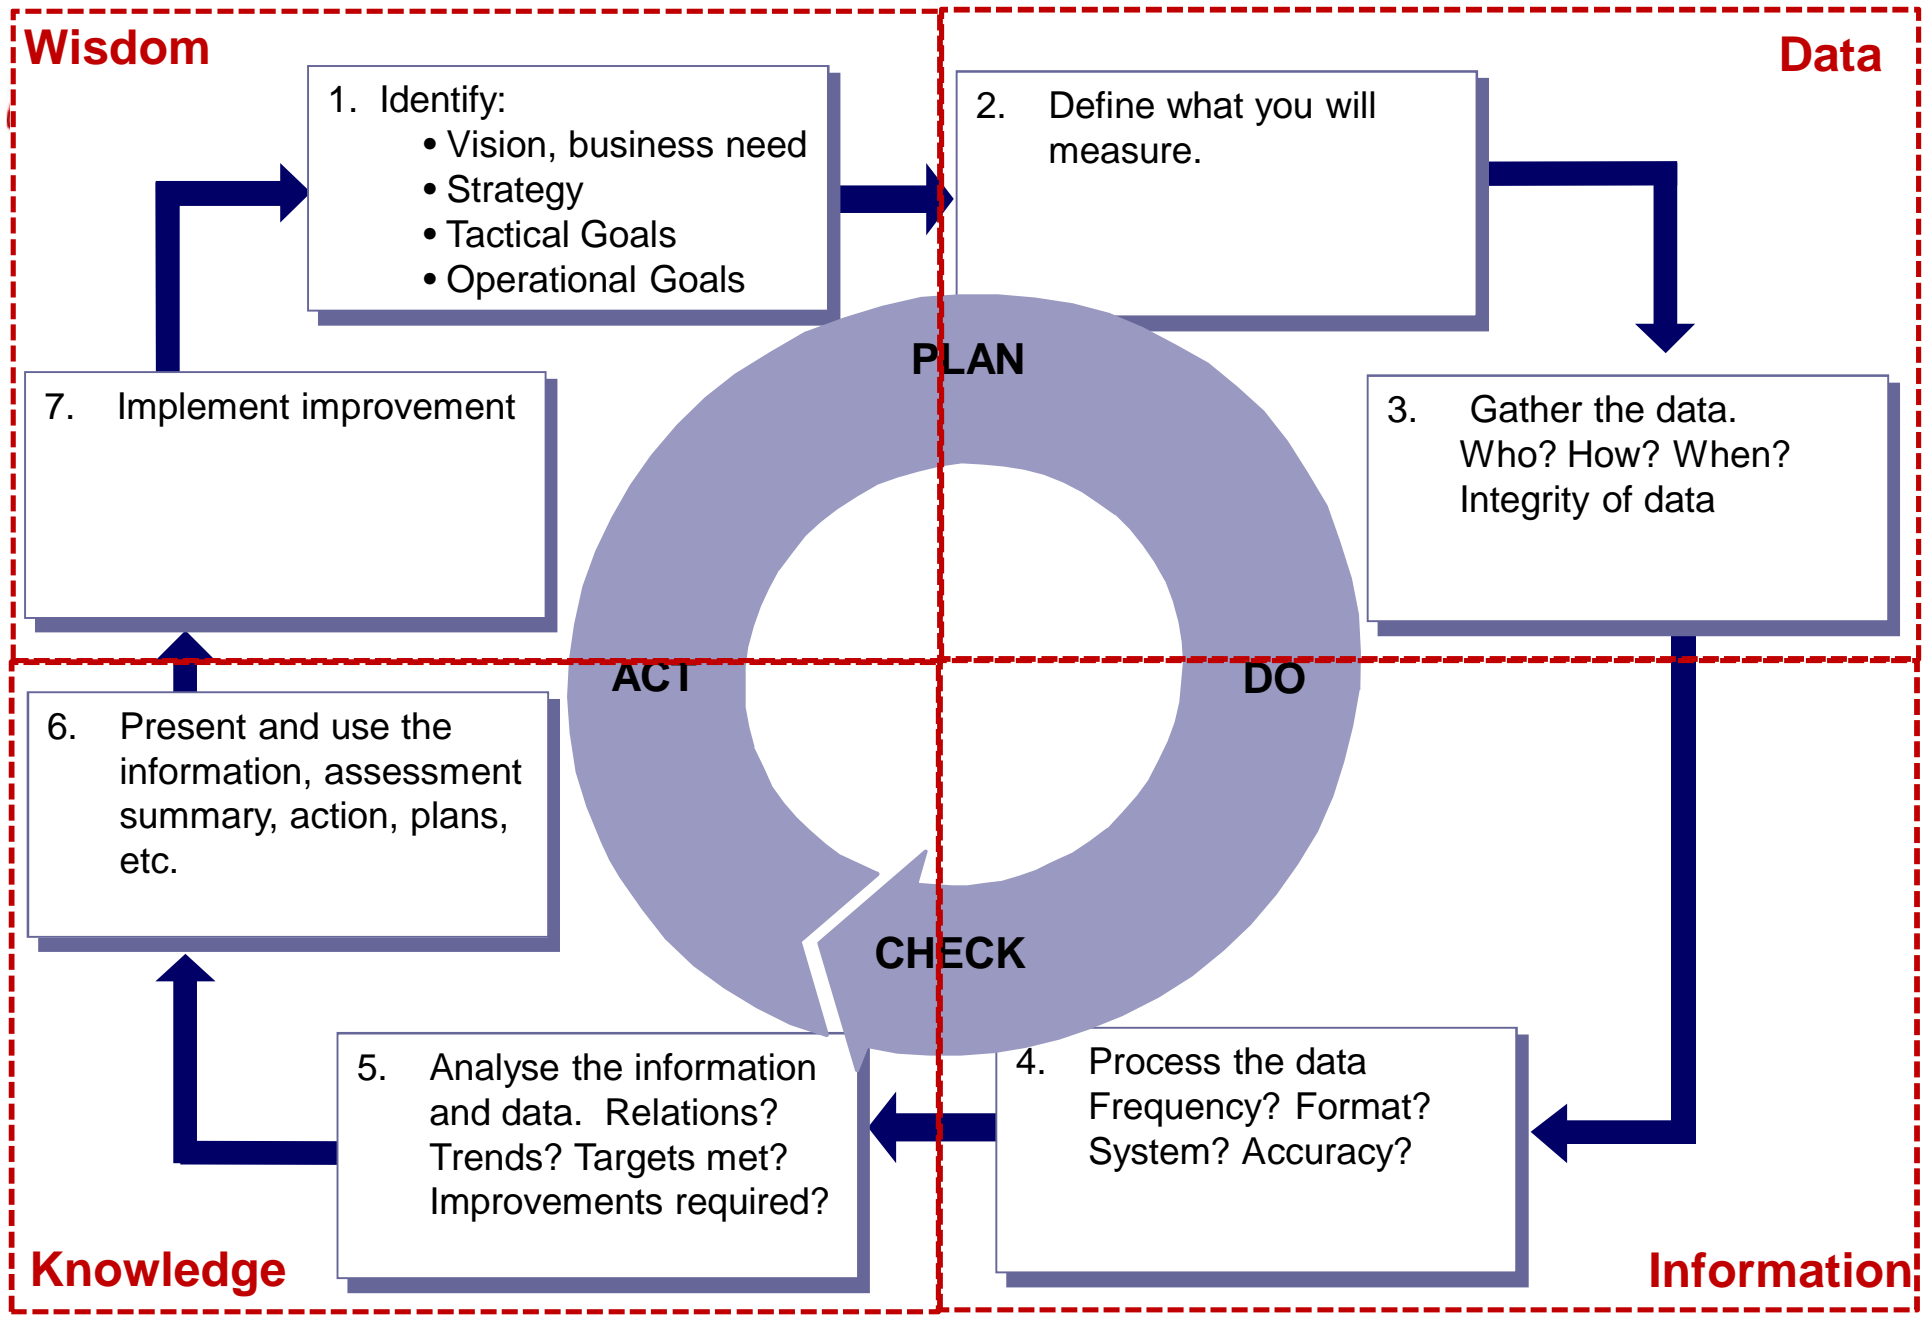 Wisdom
Data
1. Identify:
• Vision, business need
• Strategy
• Tactical Goals
• Operational Goals
2. Define what you will
measure.
PLAN
7. Implement improvement
3. Gather the data.
Who? How? When?
Integrity of data
ACT
DO
6. Present and use the
information, assessment
summary, action, plans,
etc.
CHECK
5. Analyse the information
and data. Relations?
Trends? Targets met?
Improvements required?
4. Process the data
Frequency? Format?
System? Accuracy?
Knowledge
Information